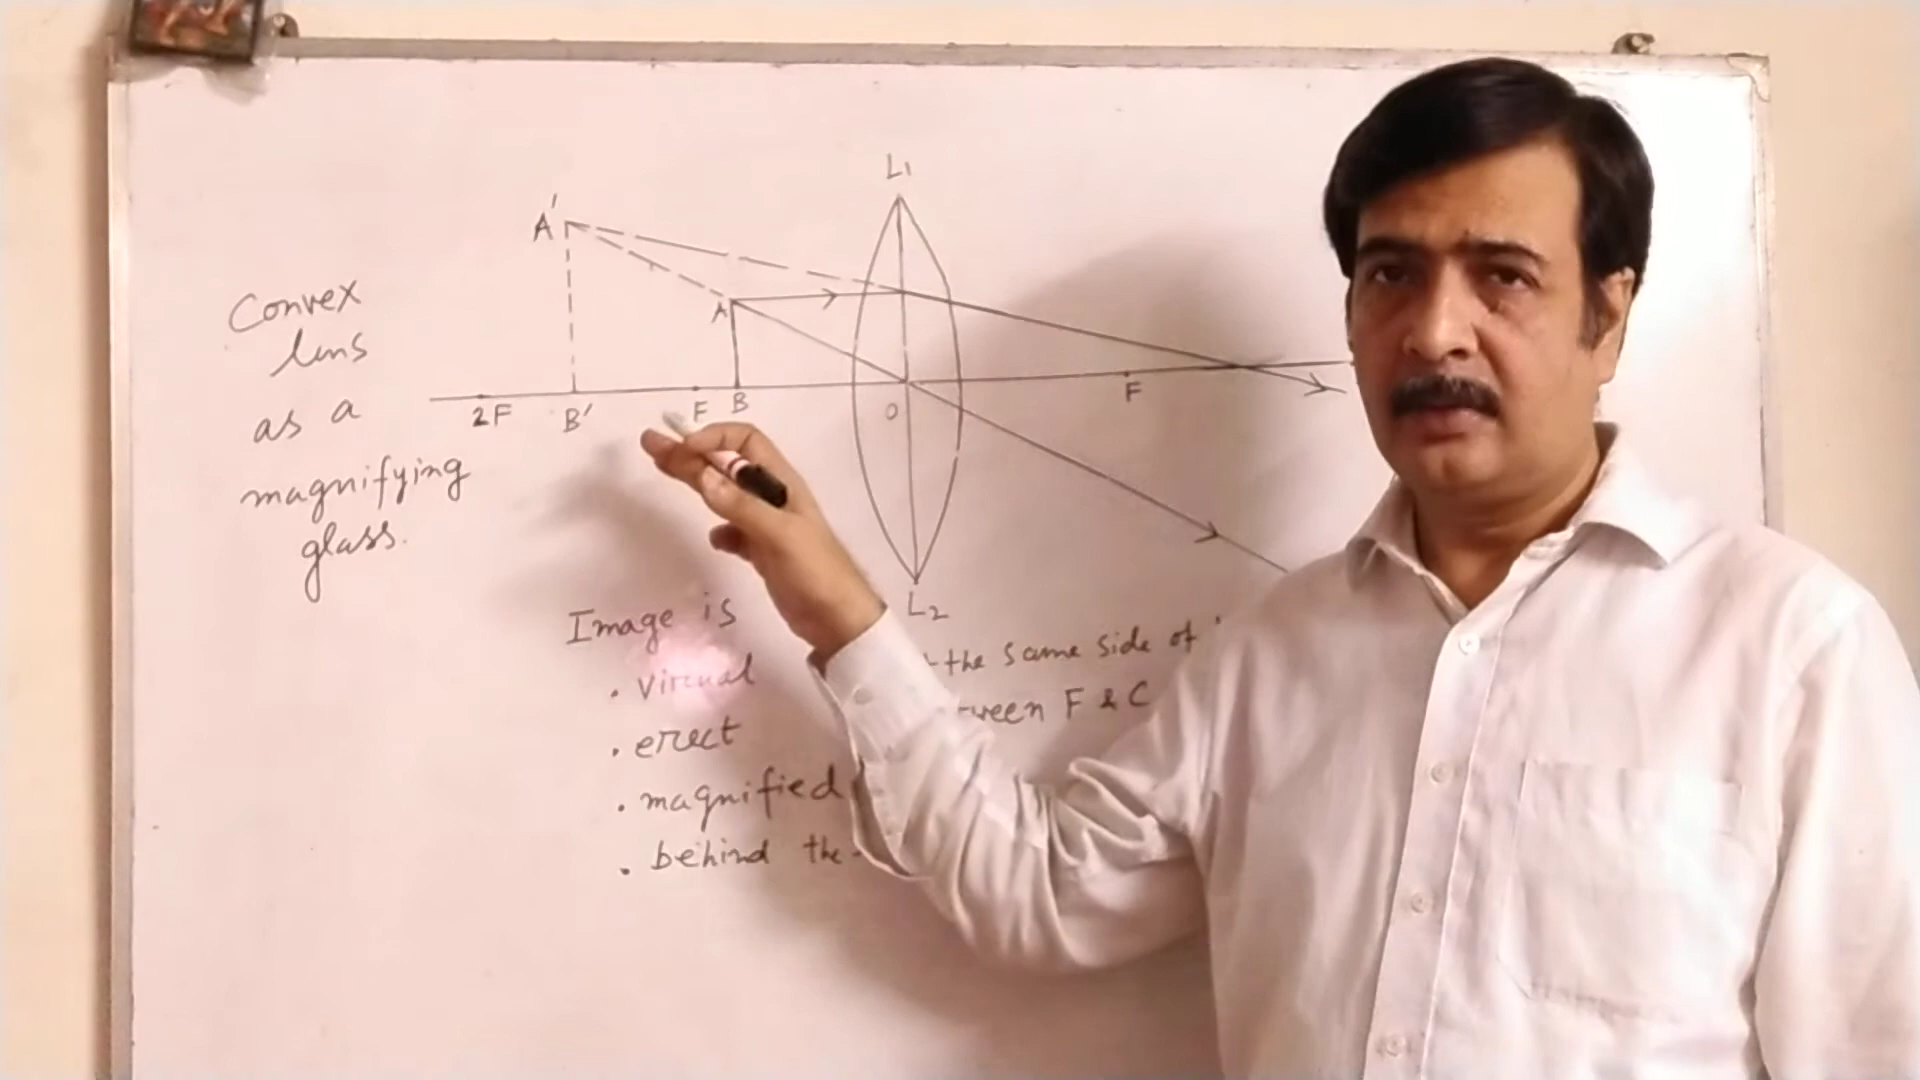 L1
A'
A
Convex
lens
as a
magnifying
glass.
2F B' F B O F
L2
Image is
. virtual
. erect
. magnified
. behind the
the same side of
F & C